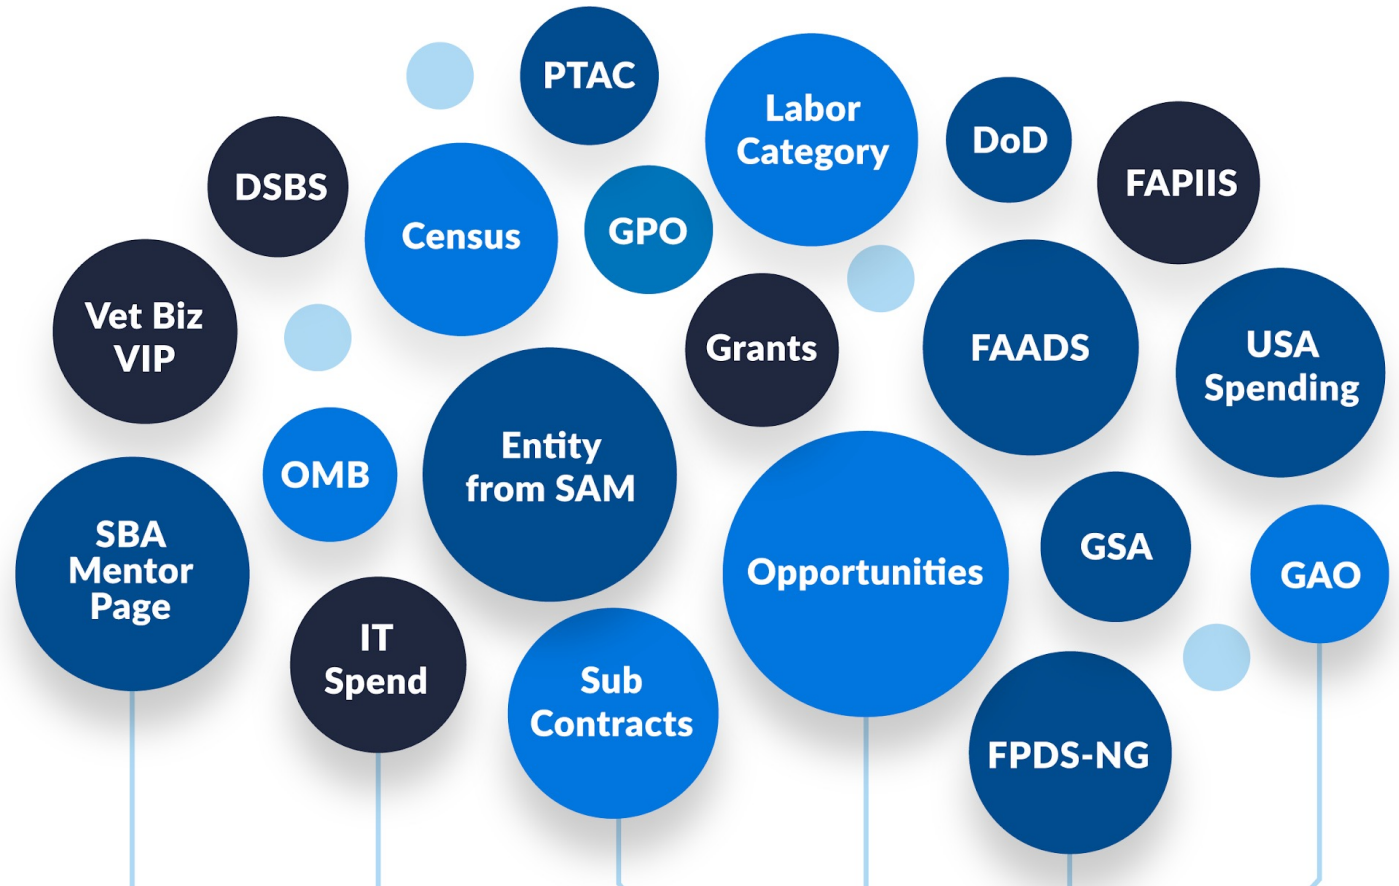 PTAC
Labor
Category
DoD
FAPIIS
DSBS
Census
GPO
Vet Biz
VIP
Grants
FAADS
USA
Spending
OMB
Entity
from SAM
SBA
Mentor
Page
Opportunities
GSA
GAO
IT
Spend
Sub
Contracts
FPDS-NG